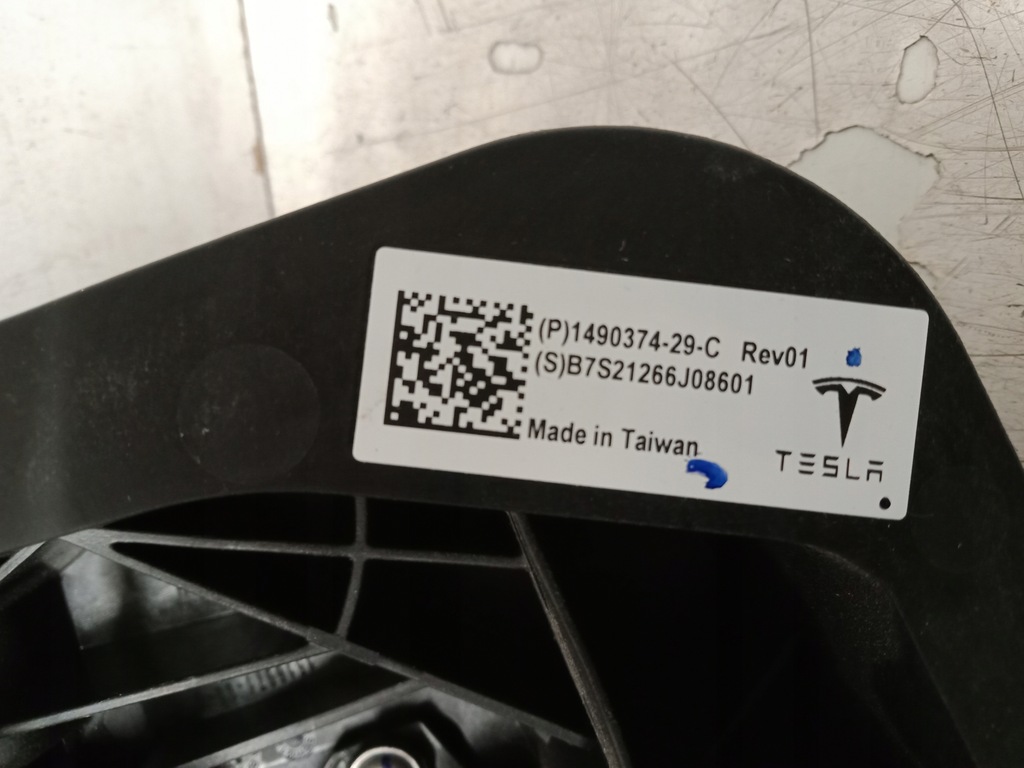 (P)1490374-29-C Rev01
(S)B7S21266J08601
Made in Taiwan
TESLA